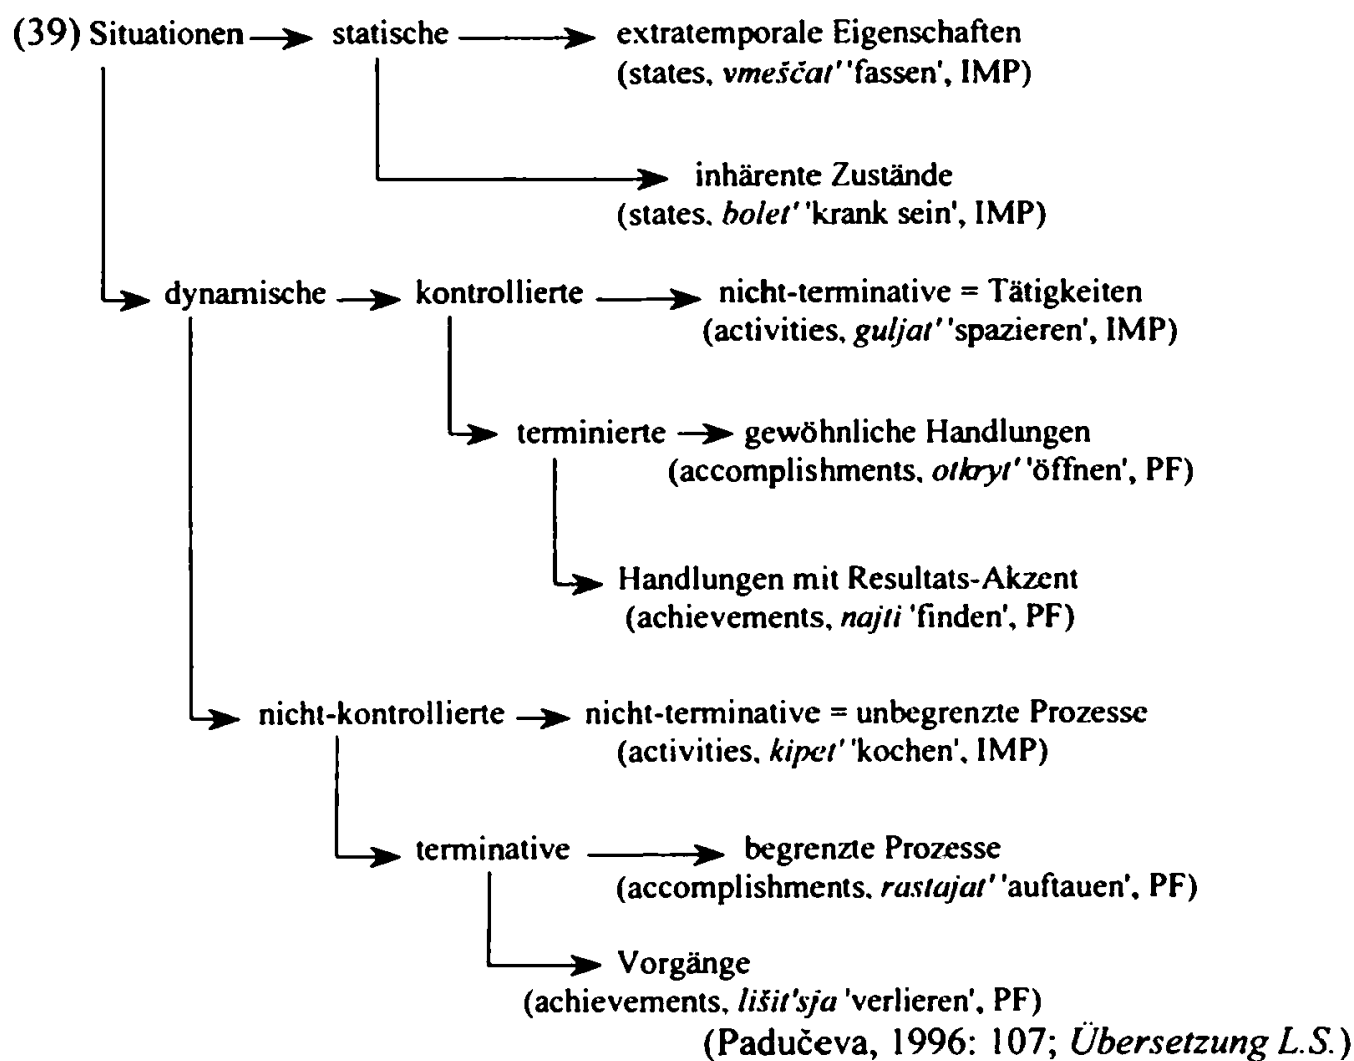 (39) Situationen → statische → extratemporale Eigenschaften
(states, vmeščat' 'fassen', IMP)
inhärente Zustände
(states, bolet' 'krank sein', IMP)
dynamische → kontrollierte → nicht-terminative = Tätigkeiten
(activities, guljat' 'spazieren', IMP)
terminierte → gewöhnliche Handlungen
(accomplishments, otkryt' 'öffnen', PF)
Handlungen mit Resultats-Akzent
(achievements, najti 'finden', PF)
nicht-kontrollierte → nicht-terminative = unbegrenzte Prozesse
(activities, kipet' 'kochen', IMP)
terminative → begrenzte Prozesse
(accomplishments, rastajat' 'auftauen', PF)
Vorgänge
(achievements, lišit'sja 'verlieren', PF)
(Padučeva, 1996: 107; Übersetzung L.S.)